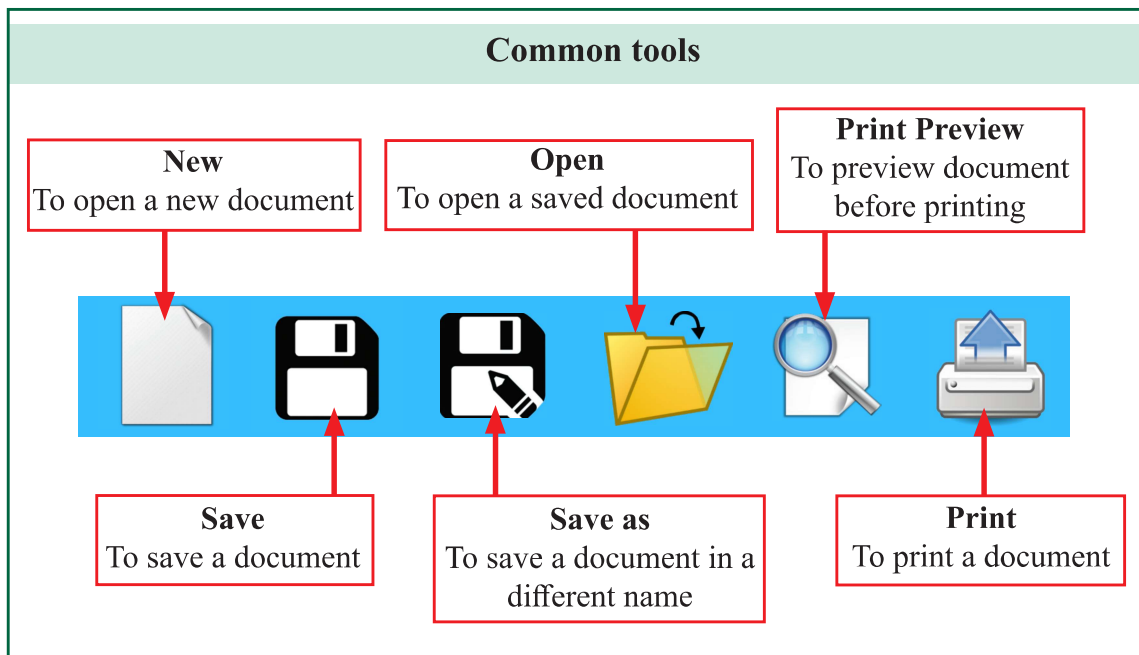 Common tools
New
To open a new document
Open
To open a saved document
Print Preview
To preview document
before printing
Save
To save a document
Save as
To save a document in a
different name
Print
To print a document